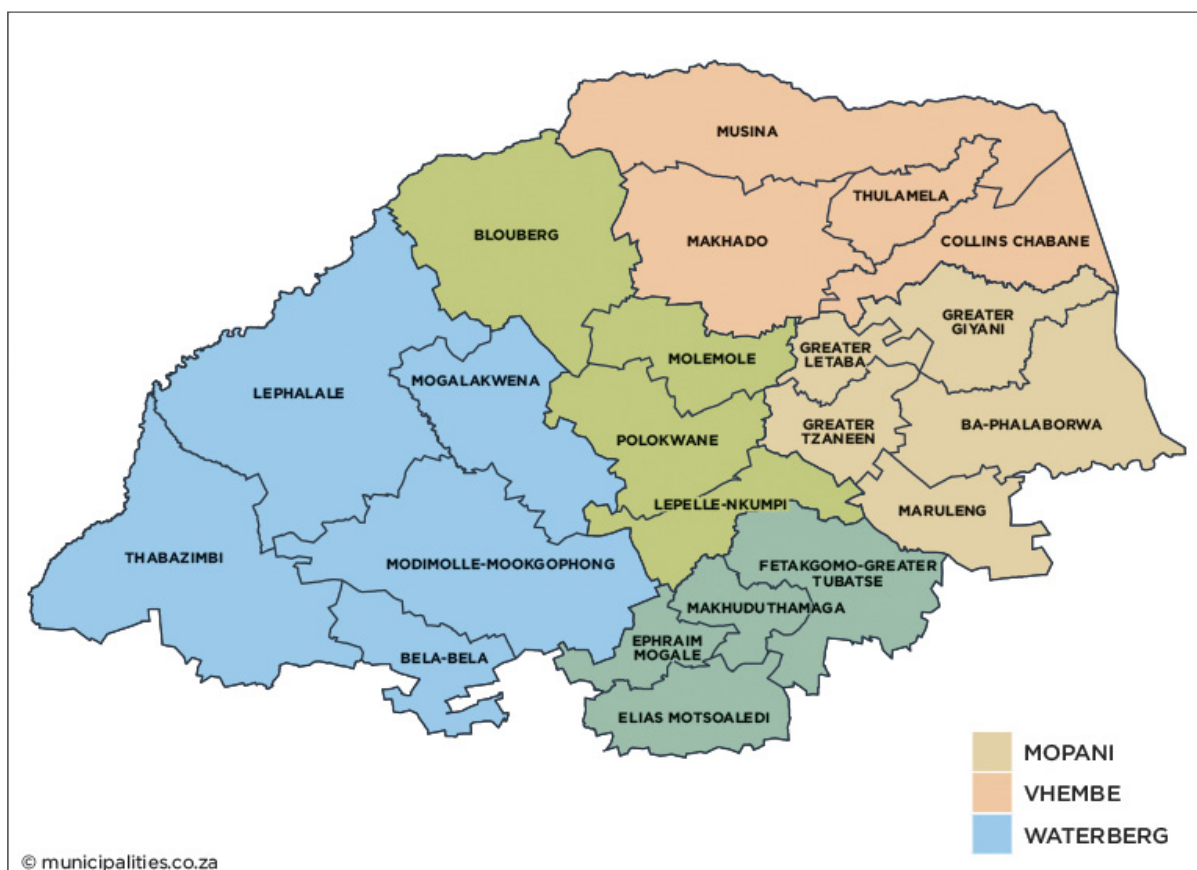 MUSINA
THULAMELA
BLOUBERG
MAKHADO
COLLINS CHABANE
GREATER
GIYANI
MOLEMOLE
GREATER
LETABA
MOGALAKWENA
LEPHALALE
POLOKWANE
GREATER
TZANEEN
BA-PHALABORWA
LEPELLE-NKUMPI
MARULENG
THABAZIMBI
MODIMOLLE-MOOKGOPHONG
FETAKGOMO-GREATER
TUBATSE
MAKHUDUTHAMAGA
EPHRAIM
MOGALE
BELA-BELA
ELIAS MOTSOALEDI
MOPANI
VHEMBE
WATERBERG
© municipalities.co.za